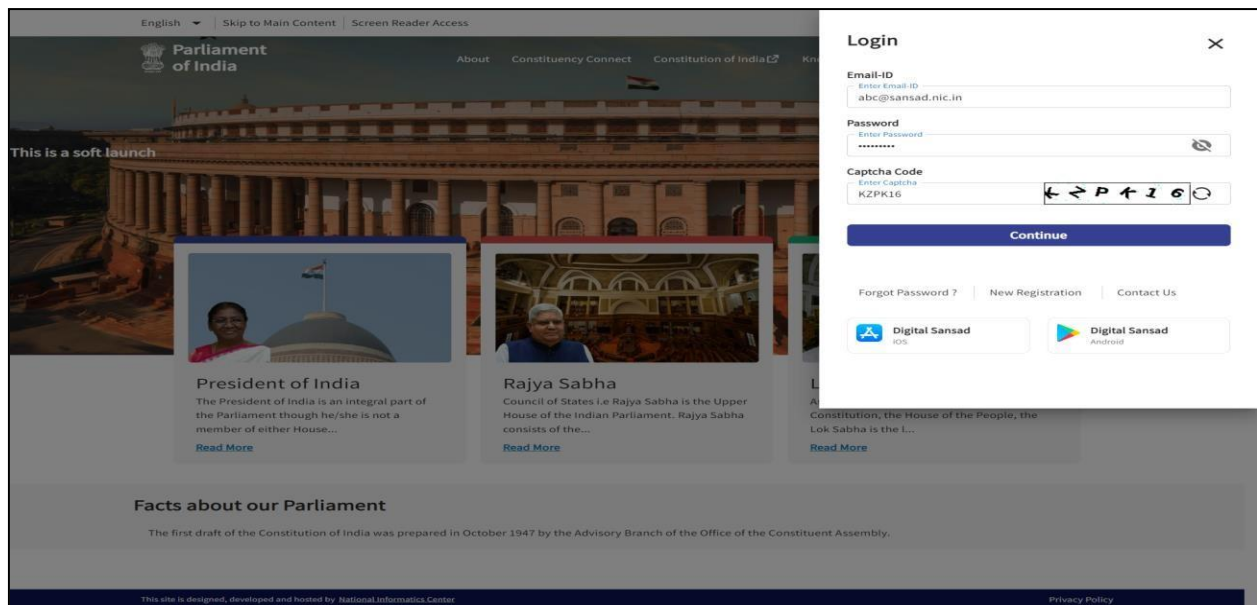 English
Skip to Main Content
Screen Reader Access
Parliament
of India
About
Constituency Connect
Constitution of India
This is a soft launch
Login
Email-ID
Enter Email-ID
abc@sansad.nic.in
Password
Enter Password
•••••••••
Captcha Code
Enter Captcha
KZPK16
KZPK16
Continue
Forgot Password ?
New Registration
Contact Us
Digital Sansad
iOS
Digital Sansad
Android
President of India
The President of India is an integral part of
the Parliament though he/she is not a
member of either House...
Read More
Rajya Sabha
Council of States i.e Rajya Sabha is the Upper
House of the Indian Parliament. Rajya Sabha
consists of the...
Read More
Constitution, the House of the People, the
Lok Sabha is the l...
Read More
Facts about our Parliament
The first draft of the Constitution of India was prepared in October 1947 by the Advisory Branch of the Office of the Constituent Assembly.
This site is designed, developed and hosted by National Informatics Center
Privacy Policy